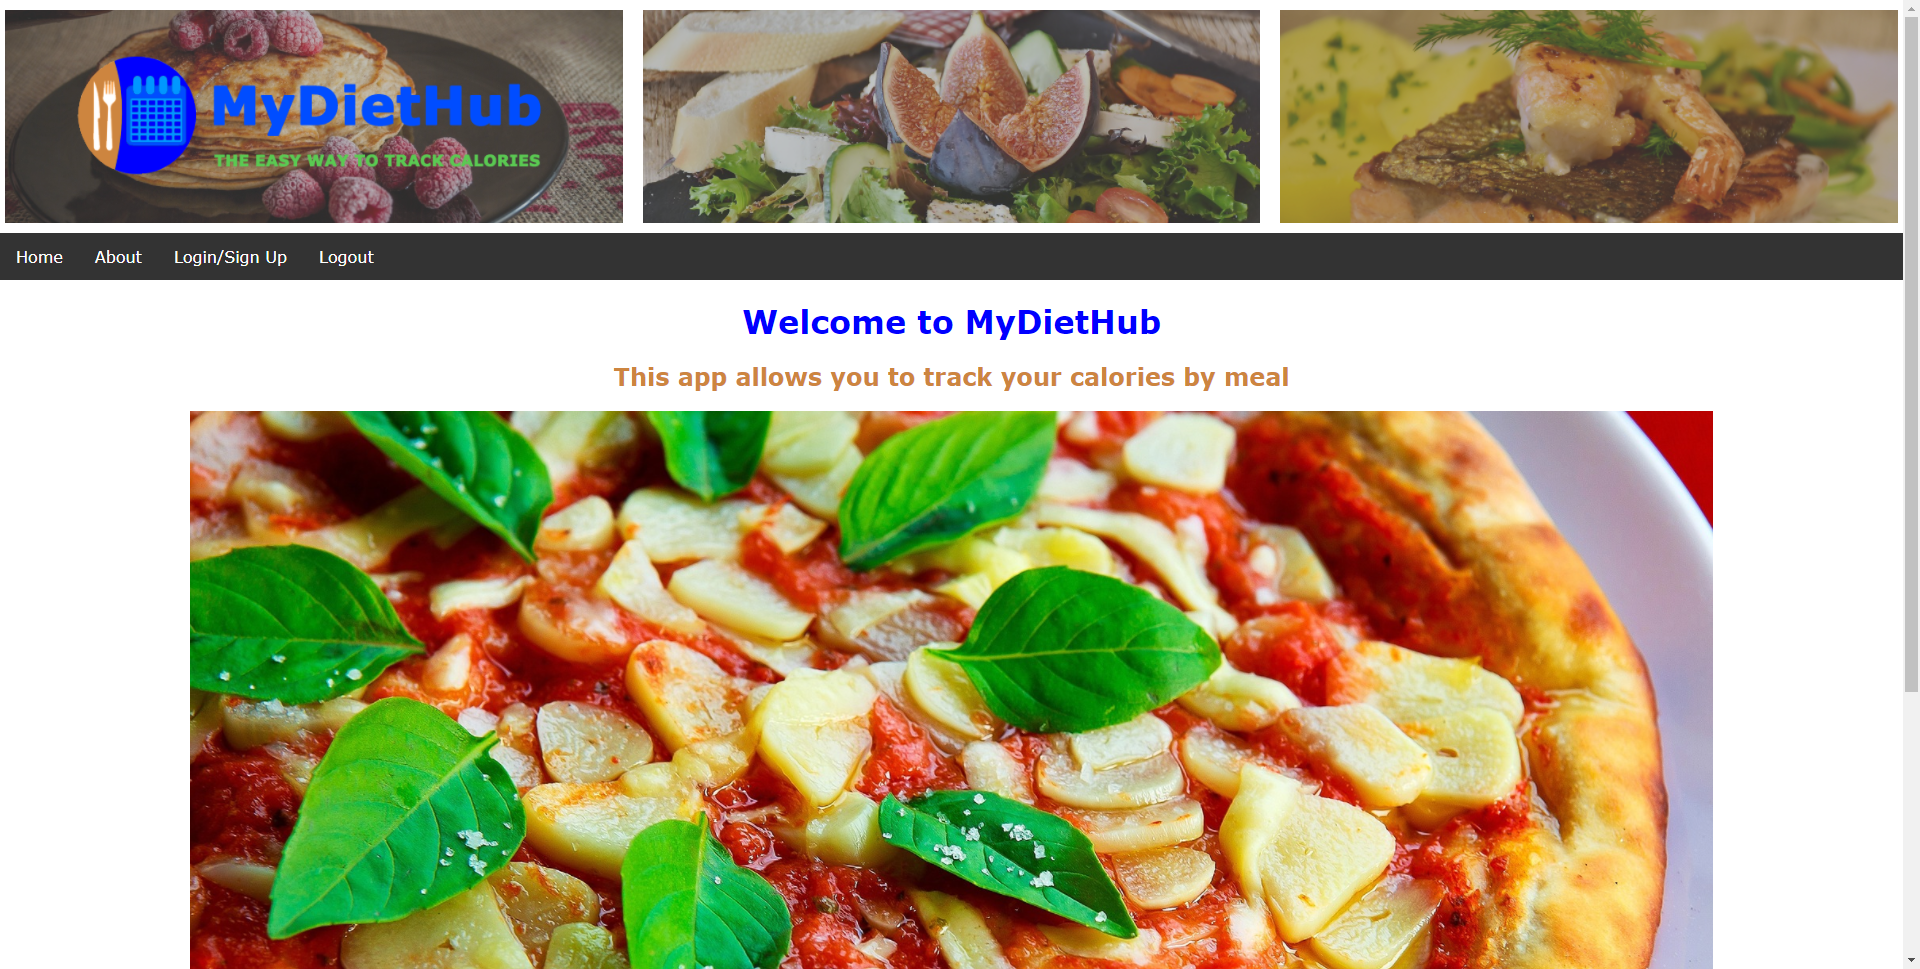 MyDietHub
THE EASY WAY TO TRACK CALORIES
Home About Login/Sign Up Logout
Welcome to MyDietHub
This app allows you to track your calories by meal